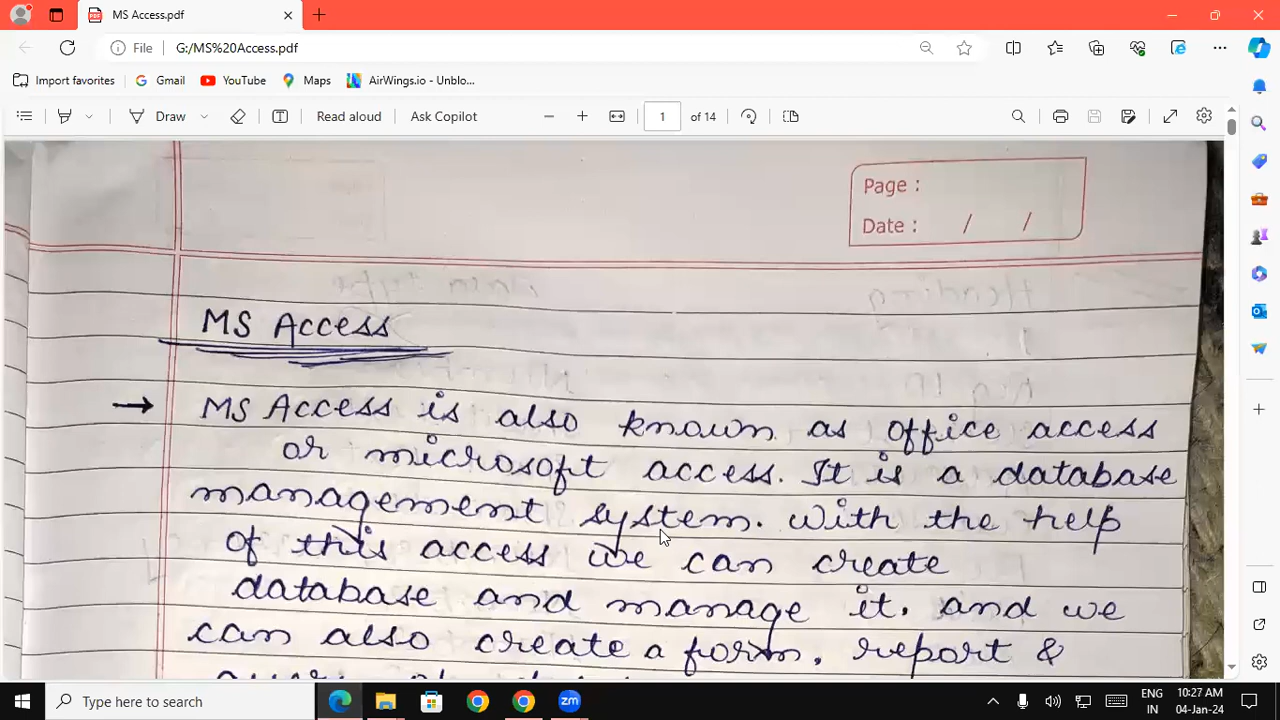 MS Access.pdf
File
G:/MS%20Access.pdf
Import favorites
Gmail
YouTube
Maps
AirWings.io - Unblo...
Draw
Read aloud
Ask Copilot
1
of 14
Page :
Date : / /
MS Access
→ MS Access is also known as office access
or microsoft access. It is a database
management system. With the help
of this access we can create
database and manage it. and we
can also create a form, report &
Type here to search
zm
ENG
IN
10:27 AM
04-Jan-24